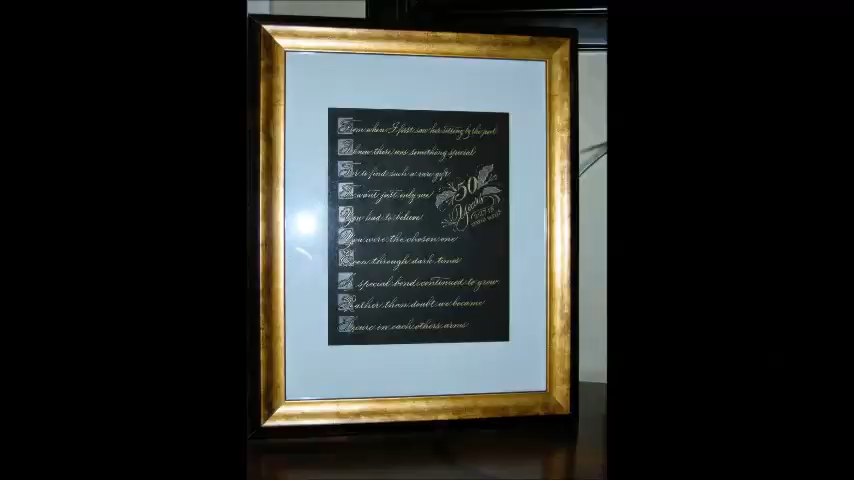 From when I first saw her sitting by the pool
knew there was something special
to find such a rare gift
want just only me
You had to believe
You were the chosen one
Even through dark times
A special bond continued to grow
Rather than doubt we became
Secure in each others arms
50
Years